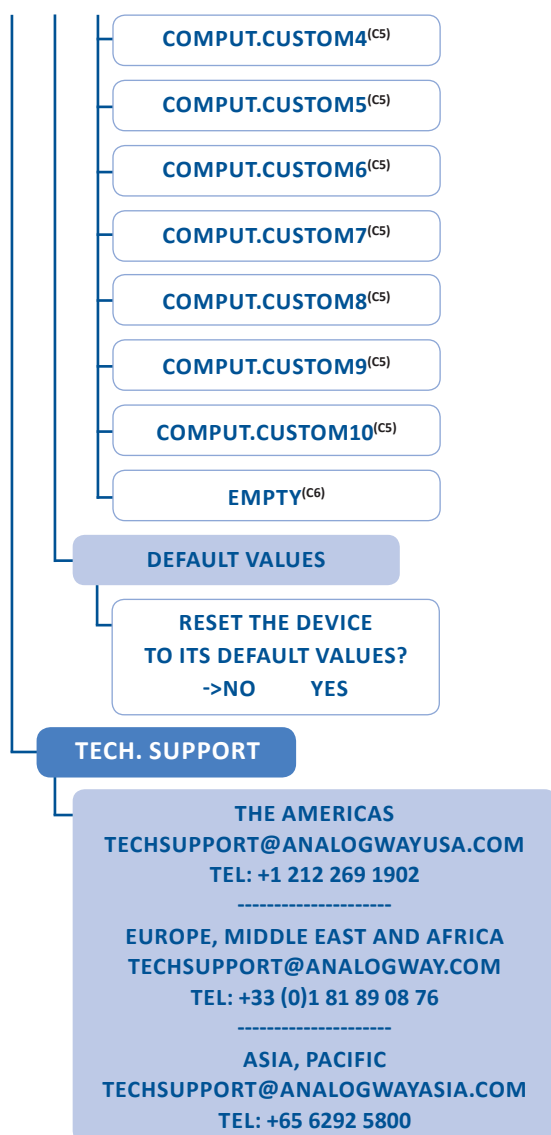 COMPUT.CUSTOM4(C5)
COMPUT.CUSTOM5(C5)
COMPUT.CUSTOM6(C5)
COMPUT.CUSTOM7(C5)
COMPUT.CUSTOM8(C5)
COMPUT.CUSTOM9(C5)
COMPUT.CUSTOM10(C5)
EMPTY(C6)
DEFAULT VALUES
RESET THE DEVICE
TO ITS DEFAULT VALUES?
->NO YES
TECH. SUPPORT
THE AMERICAS
TECHSUPPORT@ANALOGWAYUSA.COM
TEL: +1 212 269 1902
---------------------
EUROPE, MIDDLE EAST AND AFRICA
TECHSUPPORT@ANALOGWAY.COM
TEL: +33 (0)1 81 89 08 76
---------------------
ASIA, PACIFIC
TECHSUPPORT@ANALOGWAYASIA.COM
TEL: +65 6292 5800